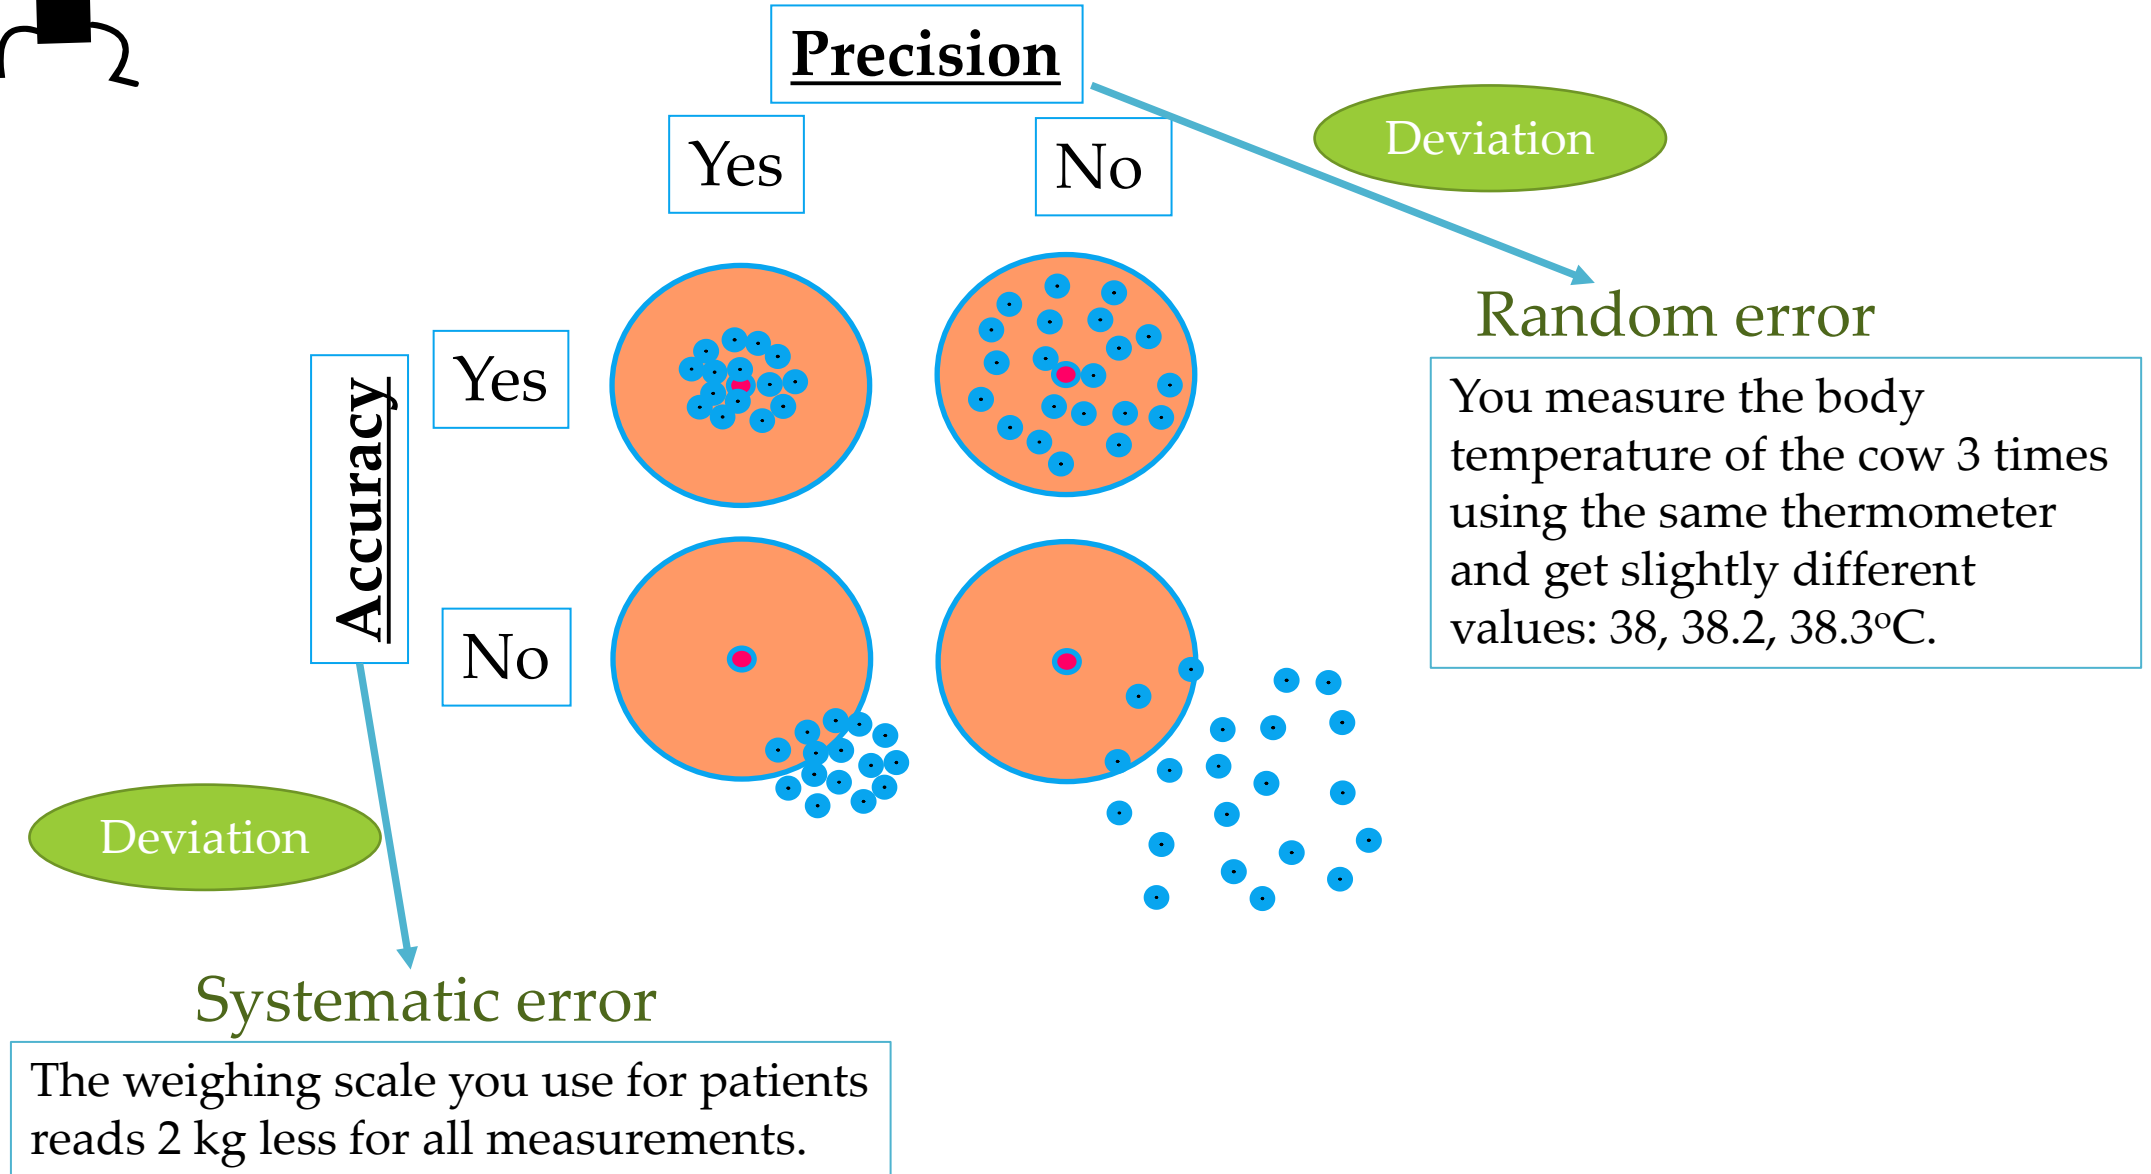 Precision
Yes
No
Deviation
Random error
You measure the body
temperature of the cow 3 times
using the same thermometer
and get slightly different
values: 38, 38.2, 38.3ºC.
Accuracy
Yes
No
Deviation
Systematic error
The weighing scale you use for patients
reads 2 kg less for all measurements.